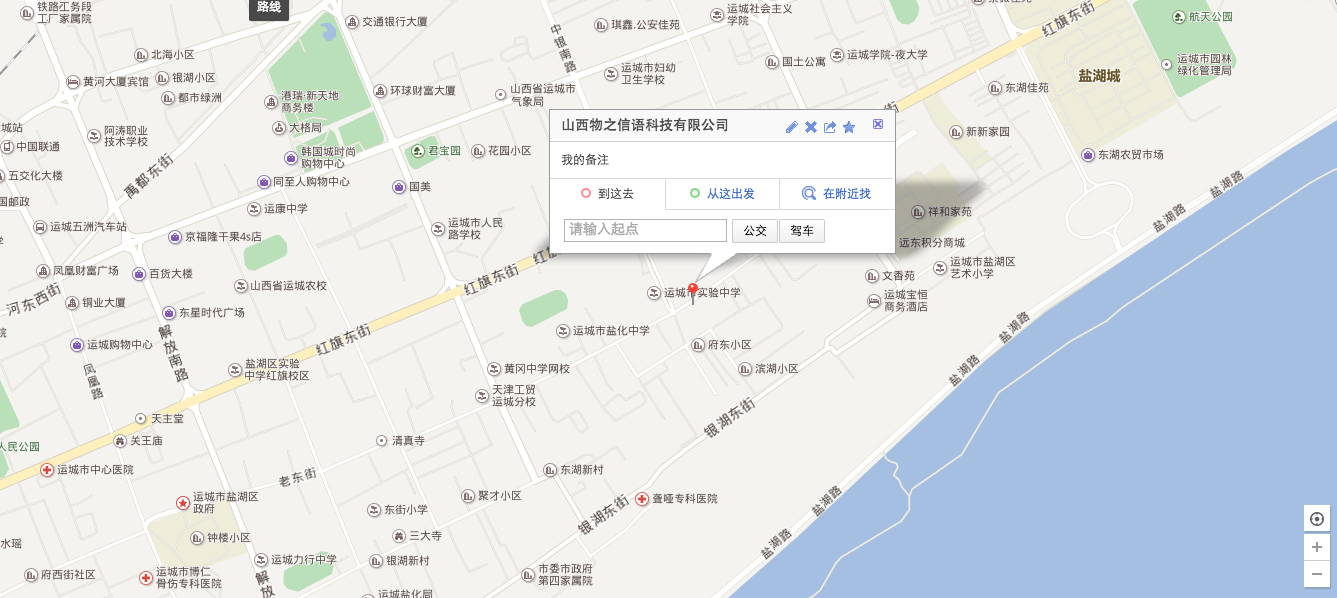 铁路工务段
工厂家属院
路线
交通银行大厦
琪鑫.公安佳苑
运城社会主义
学院
红旗东街
航天公园
北海小区
中银南路
国土公寓
运城学院-夜大学
运城市园林
绿化管理局
黄河大厦宾馆
银湖小区
都市绿洲
环球财富大厦
运城市妇幼
卫生学校
盐湖城
东湖佳苑
港瑞·新天地
商务楼
山西省运城市
气象局
大格局
阿涛职业
技术学校
城站
中国联通
山西物之信语科技有限公司
街
新新家园
韩国城时尚
购物中心
君宝园
花园小区
我的备注
东湖农贸市场
五交化大楼
禹都东街
同至人购物中心
国美
到这去
从这出发
在附近找
盐湖路
国邮政
运康中学
祥和家苑
盐湖路
运城五洲汽车站
京福隆干果4s店
运城市人民
路学校
请输入起点
公交
驾车
远东积分商城
凤凰财富广场
百货大楼
红旗东街
红旗
文香苑
运城市盐湖区
艺术小学
河东西街
铜业大厦
山西省运城农校
运城市实验中学
运城宝恒
商务酒店
东星时代广场
运城市盐化中学
盐湖路
运城购物中心
解放南路
红旗东街
府东小区
凤凰路
盐湖区实验
中学红旗校区
黄冈中学网校
滨湖小区
盐湖路
天津工贸
运城分校
天主堂
银湖东街
人民公园
关王庙
清真寺
运城市中心医院
老东街
东湖新村
运城市盐湖区
政府
聚才小区
聋哑专科医院
盐湖路
东街小学
银湖东街
水瑶
钟楼小区
三大寺
盐湖路
运城力行中学
银湖新村
府西街社区
运城市博仁
骨伤专科医院
解放
市委市政府
第四家属院
运城盐化局